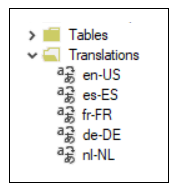 Tables
Translations
en-US
es-ES
fr-FR
de-DE
nl-NL